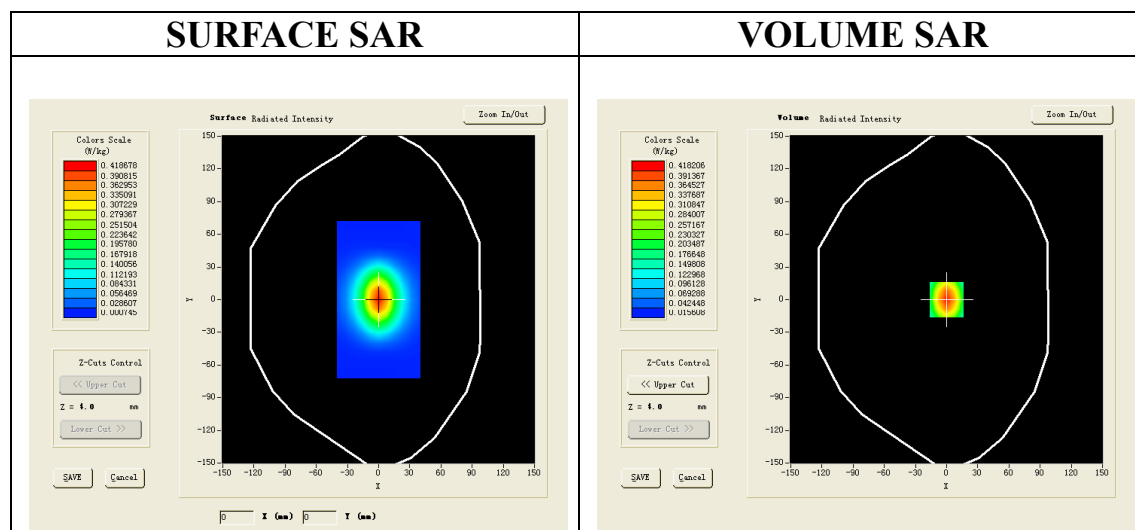 SURFACE SAR
VOLUME SAR
Surface Radiated Intensity
Zoom In/Out
Colors Scale
(W/kg)
0.418678
0.390815
0.362953
0.335091
0.307229
0.279367
0.251504
0.223642
0.195780
0.167918
0.140056
0.112193
0.084331
0.056469
0.028607
0.000745
150
120
90
60
30
0
-30
-60
-90
-120
-150
Y
-150 -120 -90 -60 -30 0 30 60 90 120 150
X
Z-Cuts Control
<< Upper Cut
Z = 4.0 mm
Lower Cut >>
SAVE Cancel
0 X (mm) 0 Y (mm)
Volume Radiated Intensity
Zoom In/Out
Colors Scale
(W/kg)
0.418206
0.391367
0.364527
0.337687
0.310847
0.284007
0.257167
0.230327
0.203487
0.176648
0.149808
0.122968
0.096128
0.069288
0.042448
0.015608
150
120
90
60
30
0
-30
-60
-90
-120
-150
Y
-150 -120 -90 -60 -30 0 30 60 90 120 150
X
Z-Cuts Control
<< Upper Cut
Z = 4.0 mm
Lower Cut >>
SAVE Cancel